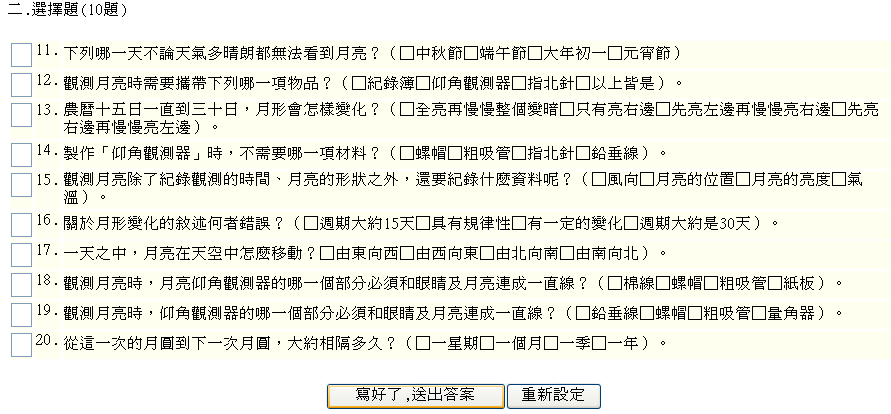 二.選擇題(10題)
11. 下列哪一天不論天氣多晴朗都無法看到月亮？（□中秋節□端午節□大年初一□元宵節）
12. 觀測月亮時需要攜帶下列哪一項物品？（□紀錄簿□仰角觀測器□指北針□以上皆是）。
13. 農曆十五日一直到三十日，月形會怎樣變化？（□全亮再慢慢整個變暗□只有亮右邊□先亮左邊再慢慢亮右邊□先亮
右邊再慢慢亮左邊）。
14. 製作「仰角觀測器」時，不需要哪一項材料？（□螺帽□粗吸管□指北針□鉛垂線）。
15. 觀測月亮除了紀錄觀測的時間、月亮的形狀之外，還要紀錄什麼資料呢？（□風向□月亮的位置□月亮的亮度□氣
溫）。
16. 關於月形變化的敘述何者錯誤？（□週期大約15天□具有規律性□有一定的變化□週期大約是30天）。
17. 一天之中，月亮在天空中怎麼移動？□由東向西□由西向東□由北向南□由南向北）。
18. 觀測月亮時，月亮仰角觀測器的哪一個部分必須和眼睛及月亮連成一直線？（□棉線□螺帽□粗吸管□紙板）。
19. 觀測月亮時，仰角觀測器的哪一個部分必須和眼睛及月亮連成一直線？（□鉛垂線□螺帽□粗吸管□量角器）。
20. 從這一次的月圓到下一次月圓，大約相隔多久？（□一星期□一個月□一季□一年）。
寫好了,送出答案 重新設定